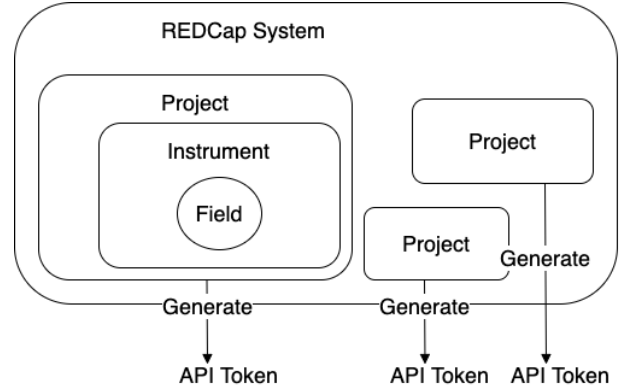 REDCap System
Project
Instrument
Field
Project
Project
Generate
Generate
Generate
API Token
API Token
API Token